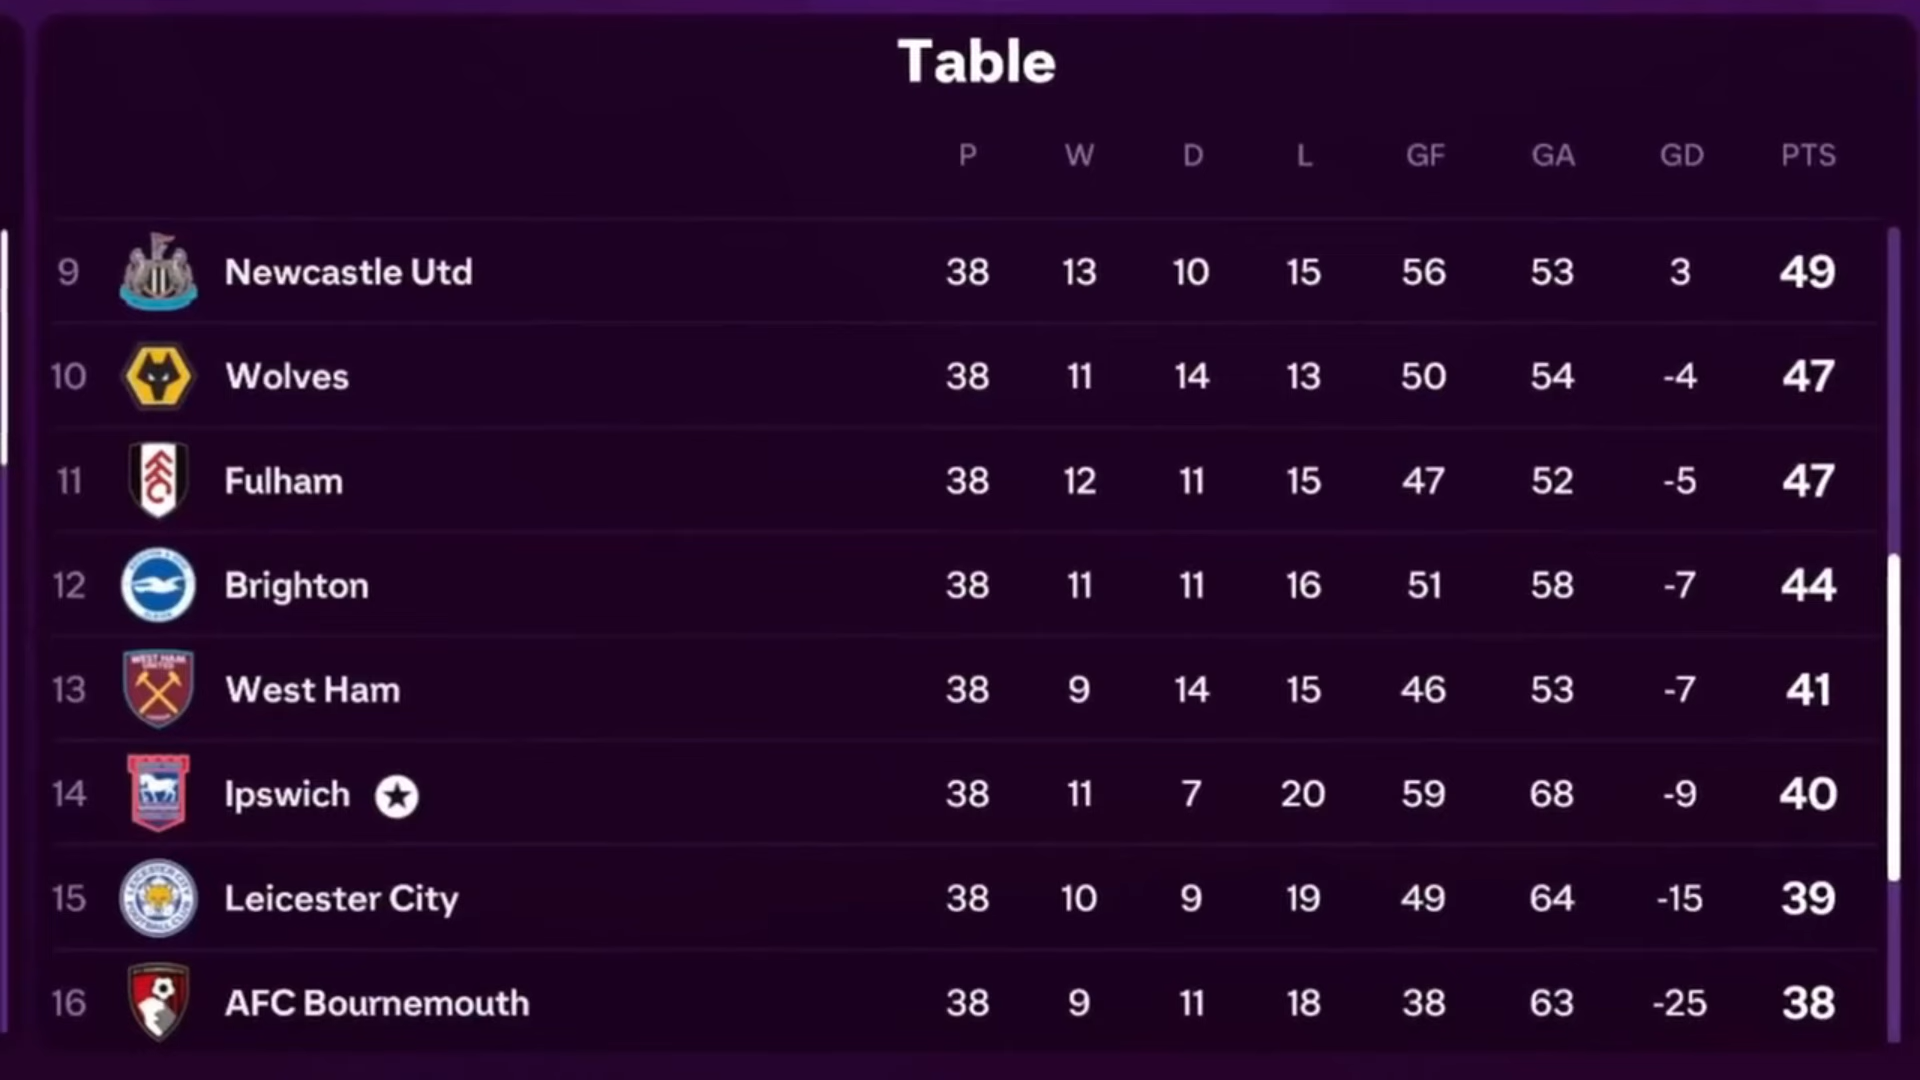 Table
P W D L GF GA GD PTS
9 Newcastle Utd 38 13 10 15 56 53 3 49
10 Wolves 38 11 14 13 50 54 -4 47
11 Fulham 38 12 11 15 47 52 -5 47
12 Brighton 38 11 11 16 51 58 -7 44
13 West Ham 38 9 14 15 46 53 -7 41
14 Ipswich 38 11 7 20 59 68 -9 40
15 Leicester City 38 10 9 19 49 64 -15 39
16 AFC Bournemouth 38 9 11 18 38 63 -25 38